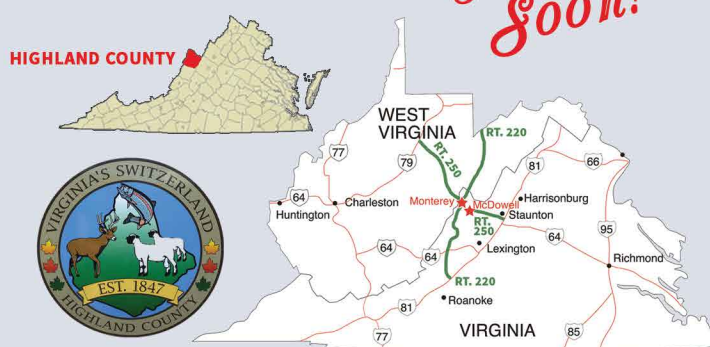 Soon!
HIGHLAND COUNTY
WEST
VIRGINIA
RT. 220
RT. 250
77
79
81
66
64
Charleston
Huntington
Monterey
McDowell
Harrisonburg
Staunton
RT.
250
64
64
64
95
Lexington
Richmond
RT. 220
Roanoke
81
77
VIRGINIA
85
VIRGINIA'S SWITZERLAND
EST. 1847
HIGHLAND COUNTY